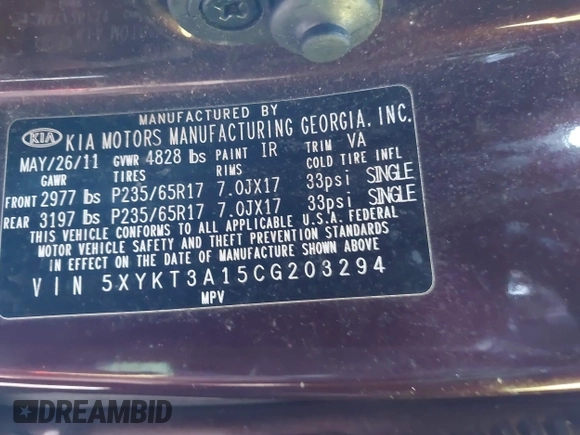 MANUFACTURED BY
KIA KIA MOTORS MANUFACTURING GEORGIA, INC.
MAY/26/11 GVWR 4828 lbs PAINT IR TRIM VA
GAWR TIRES RIMS COLD TIRE INFL
FRONT 2977 lbs P235/65R17 7.0JX17 33psi SINGLE
REAR 3197 lbs P235/65R17 7.0JX17 33psi SINGLE
THIS VEHICLE CONFORMS TO ALL APPLICABLE U.S.A. FEDERAL
MOTOR VEHICLE SAFETY AND THEFT PREVENTION STANDARDS
IN EFFECT ON THE DATE OF MANUFACTURE SHOWN ABOVE
VIN 5XYKT3A15CG203294
MPV
DREAMBID